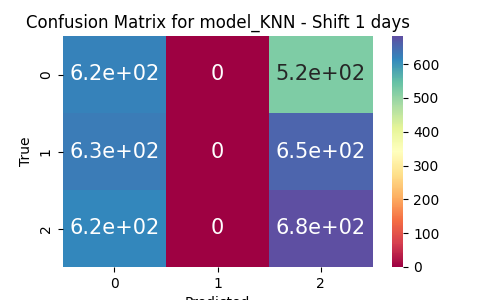 Confusion Matrix for model_KNN - Shift 1 days
True
0 6.2e+02 0 5.2e+02
1 6.3e+02 0 6.5e+02
2 6.2e+02 0 6.8e+02
0 1 2
Predicted
600
500
400
300
200
100
0